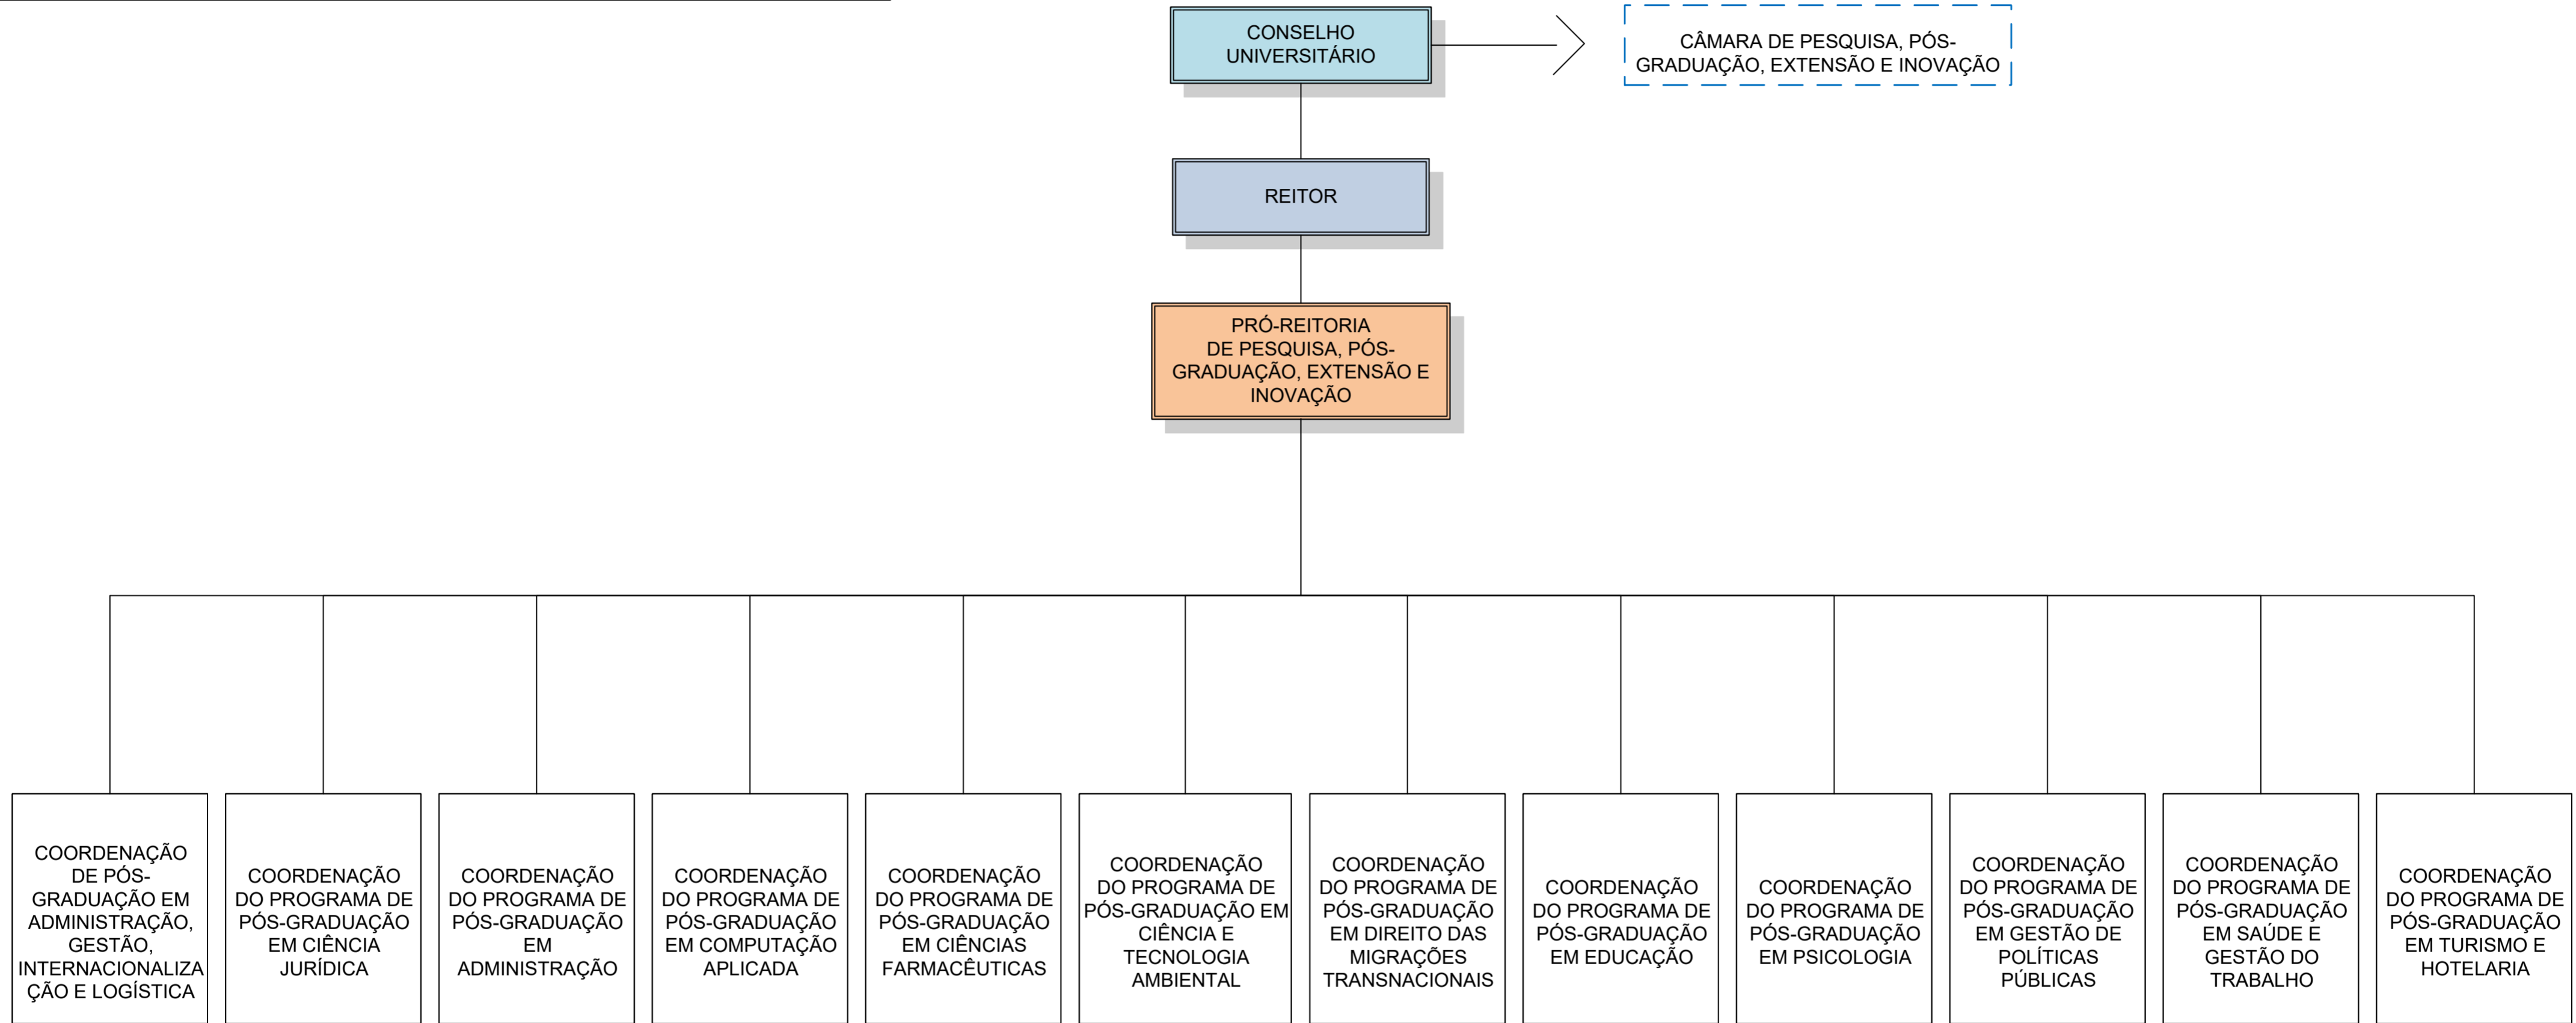 CONSELHO
UNIVERSITÁRIO
CÂMARA DE PESQUISA, PÓS-
GRADUAÇÃO, EXTENSÃO E INOVAÇÃO
REITOR
PRÓ-REITORIA
DE PESQUISA, PÓS-
GRADUAÇÃO, EXTENSÃO E
INOVAÇÃO
COORDENAÇÃO
DE PÓS-
GRADUAÇÃO EM
ADMINISTRAÇÃO,
GESTÃO,
INTERNACIONALIZA
ÇÃO E LOGÍSTICA
COORDENAÇÃO
DO PROGRAMA DE
PÓS-GRADUAÇÃO
EM CIÊNCIA
JURÍDICA
COORDENAÇÃO
DO PROGRAMA DE
PÓS-GRADUAÇÃO
EM
ADMINISTRAÇÃO
COORDENAÇÃO
DO PROGRAMA DE
PÓS-GRADUAÇÃO
EM COMPUTAÇÃO
APLICADA
COORDENAÇÃO
DO PROGRAMA DE
PÓS-GRADUAÇÃO
EM CIÊNCIAS
FARMACÊUTICAS
COORDENAÇÃO
DO PROGRAMA DE
PÓS-GRADUAÇÃO EM
CIÊNCIA E
TECNOLOGIA
AMBIENTAL
COORDENAÇÃO
DO PROGRAMA DE
PÓS-GRADUAÇÃO
EM DIREITO DAS
MIGRAÇÕES
TRANSNACIONAIS
COORDENAÇÃO
DO PROGRAMA DE
PÓS-GRADUAÇÃO
EM EDUCAÇÃO
COORDENAÇÃO
DO PROGRAMA DE
PÓS-GRADUAÇÃO
EM PSICOLOGIA
COORDENAÇÃO
DO PROGRAMA DE
PÓS-GRADUAÇÃO
EM GESTÃO DE
POLÍTICAS
PÚBLICAS
COORDENAÇÃO
DO PROGRAMA DE
PÓS-GRADUAÇÃO
EM SAÚDE E
GESTÃO DO
TRABALHO
COORDENAÇÃO
DO PROGRAMA DE
PÓS-GRADUAÇÃO
EM TURISMO E
HOTELARIA